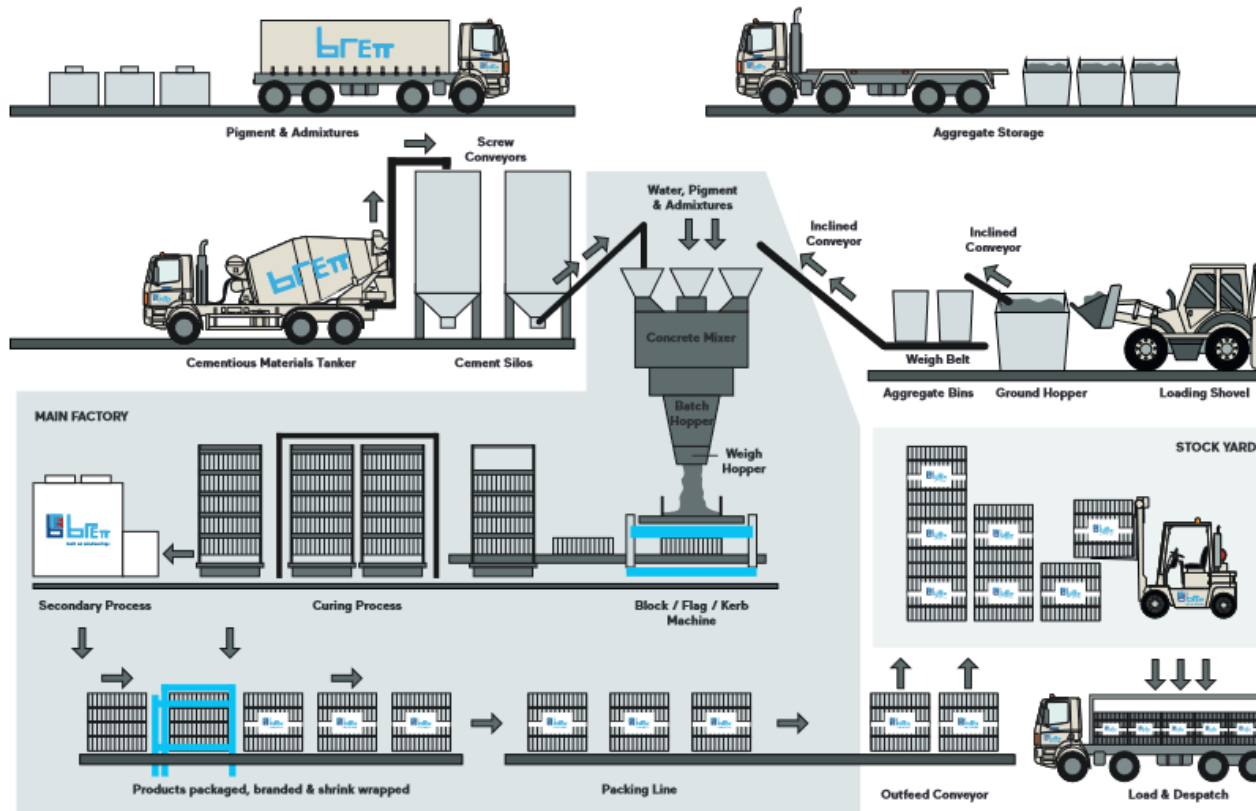 brett
Pigment & Admixtures
Aggregate Storage
Screw
Conveyors
Water, Pigment
& Admixtures
Inclined
Conveyor
Inclined
Conveyor
brett
Concrete Mixer
Cementious Materials Tanker
Cement Silos
Weigh Belt
Aggregate Bins
Ground Hopper
Loading Shovel
MAIN FACTORY
Batch
Hopper
Weigh
Hopper
STOCK YARD
brett
Secondary Process
Curing Process
Block / Flag / Kerb
Machine
Products packaged, branded & shrink wrapped
Packing Line
Outfeed Conveyor
Load & Despatch